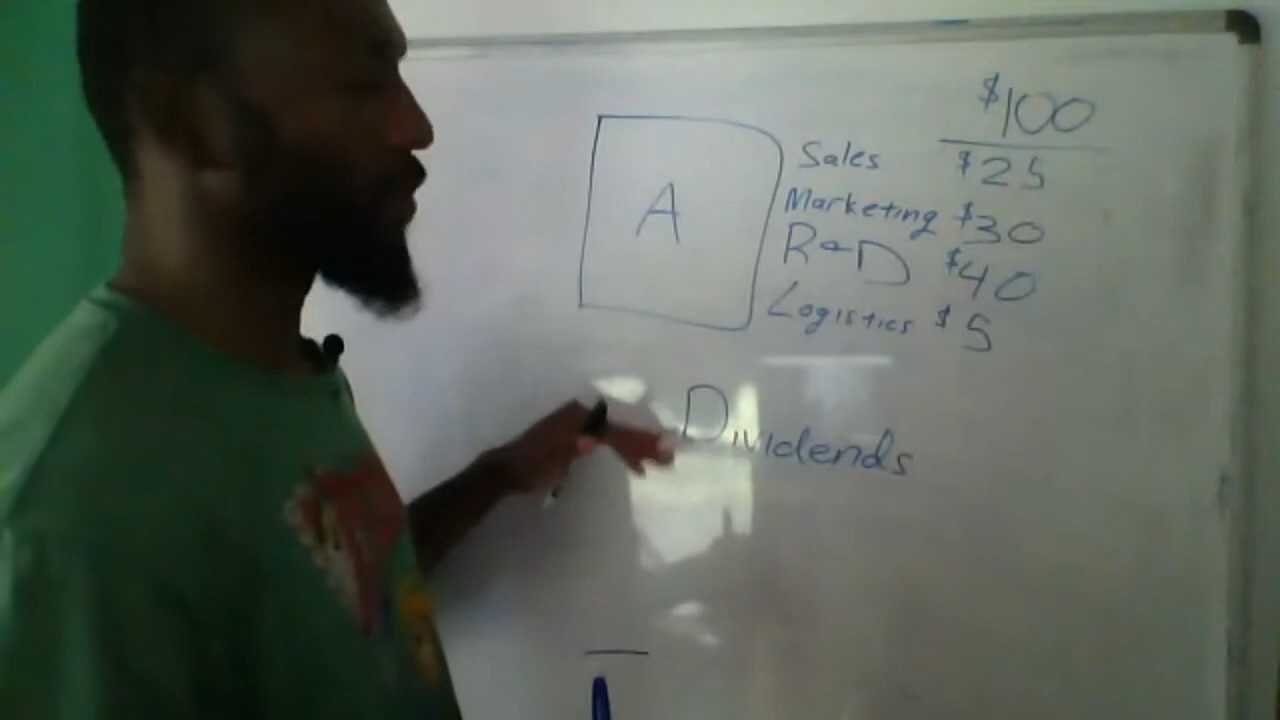 $100
A
Sales $25
Marketing $30
R&D $40
Logistics $5
Dividends